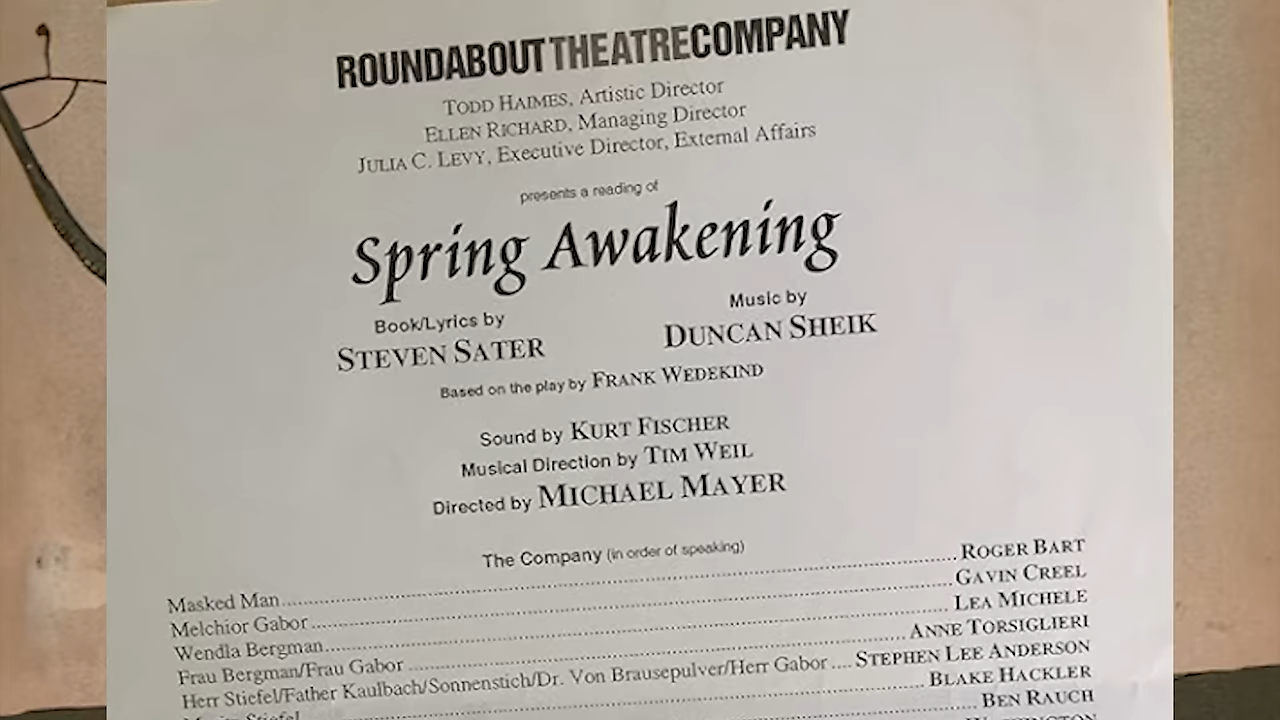 ROUNDABOUTTHEATRECOMPANY
TODD HAIMES, Artistic Director
ELLEN RICHARD, Managing Director
JULIA C. LEVY, Executive Director, External Affairs
presents a reading of
Spring Awakening
Book/Lyrics by
STEVEN SATER
Music by
DUNCAN SHEIK
Based on the play by FRANK WEDEKIND
Sound by KURT FISCHER
Musical Direction by TIM WEIL
Directed by MICHAEL MAYER
The Company (in order of speaking)
Masked Man ROGER BART
Melchior Gabor GAVIN CREEL
Wendla Bergman LEA MICHELE
Frau Bergman/Frau Gabor ANNE TORSIGLIERI
Herr Stiefel/Father Kaulbach/Sonnenstich/Dr. Von Brausepulver/Herr Gabor STEPHEN LEE ANDERSON
Moritz Stiefel BLAKE HACKLER
BEN RAUCH